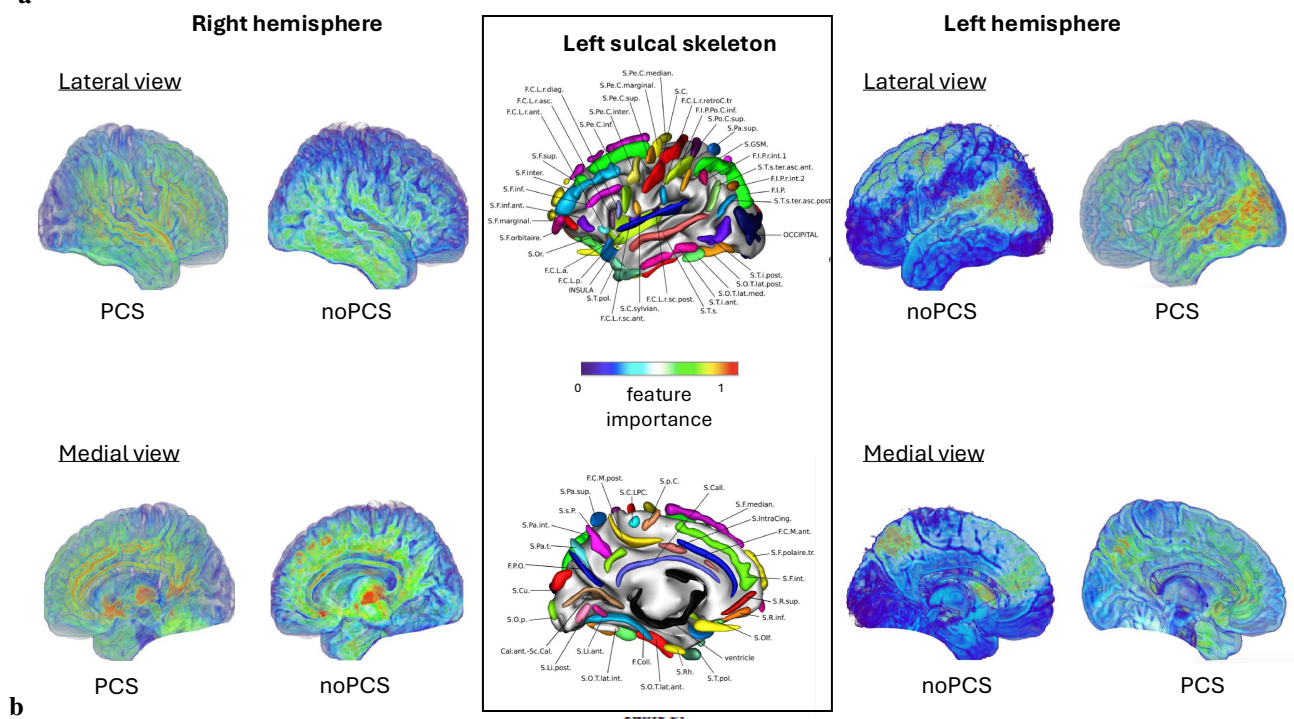 Right hemisphere
Left sulcal skeleton
Left hemisphere
Lateral view
Lateral view
S.Pe.C.median.
S.Pe.C.marginal.
F.C.L.r.diag.
S.C.
S.Pe.C.sup.
F.C.L.r.asc.
F.C.L.r.retroC.tr
F.C.L.r.ant.
S.Pe.C.inter.
F.I.P.Po.C.inf.
S.Po.C.sup.
S.Pe.C.inf.
S.Pa.sup.
S.GSM.
S.F.sup.
F.I.P.r.int.1
S.T.s.ter.asc.ant.
S.F.inter.
F.I.P.r.int.2
S.F.inf.
F.I.P.
S.F.inf.ant.
S.T.s.ter.asc.post
S.F.marginal.
S.F.orbitaire.
OCCIPITAL
S.Or.
F.C.L.a.
S.T.i.post.
F.C.L.p.
S.O.T.lat.post.
INSULA
S.O.T.lat.med.
S.T.pol.
F.C.L.r.sc.post.
S.T.i.ant.
S.C.sylvian.
S.T.s.
F.C.L.r.sc.ant.
PCS
noPCS
noPCS
PCS
0
1
feature
importance
Medial view
Medial view
F.C.M.post.
S.p.C.
S.Call.
S.Pa.sup.
S.C.LPC.
S.F.median.
S.s.P.
S.IntraCing.
S.Pa.int.
F.C.M.ant.
S.Pa.t.
S.F.polaire.tr.
F.P.O.
S.F.int.
S.Cu.
S.R.sup.
S.R.inf.
S.O.p.
S.Olf.
Cal.ant.-Sc.Cal.
S.Li.ant.
ventricle
S.Li.post.
F.Coll.
S.Rh.
S.T.pol.
S.O.T.lat.int.
S.O.T.lat.ant.
PCS
noPCS
noPCS
PCS
b